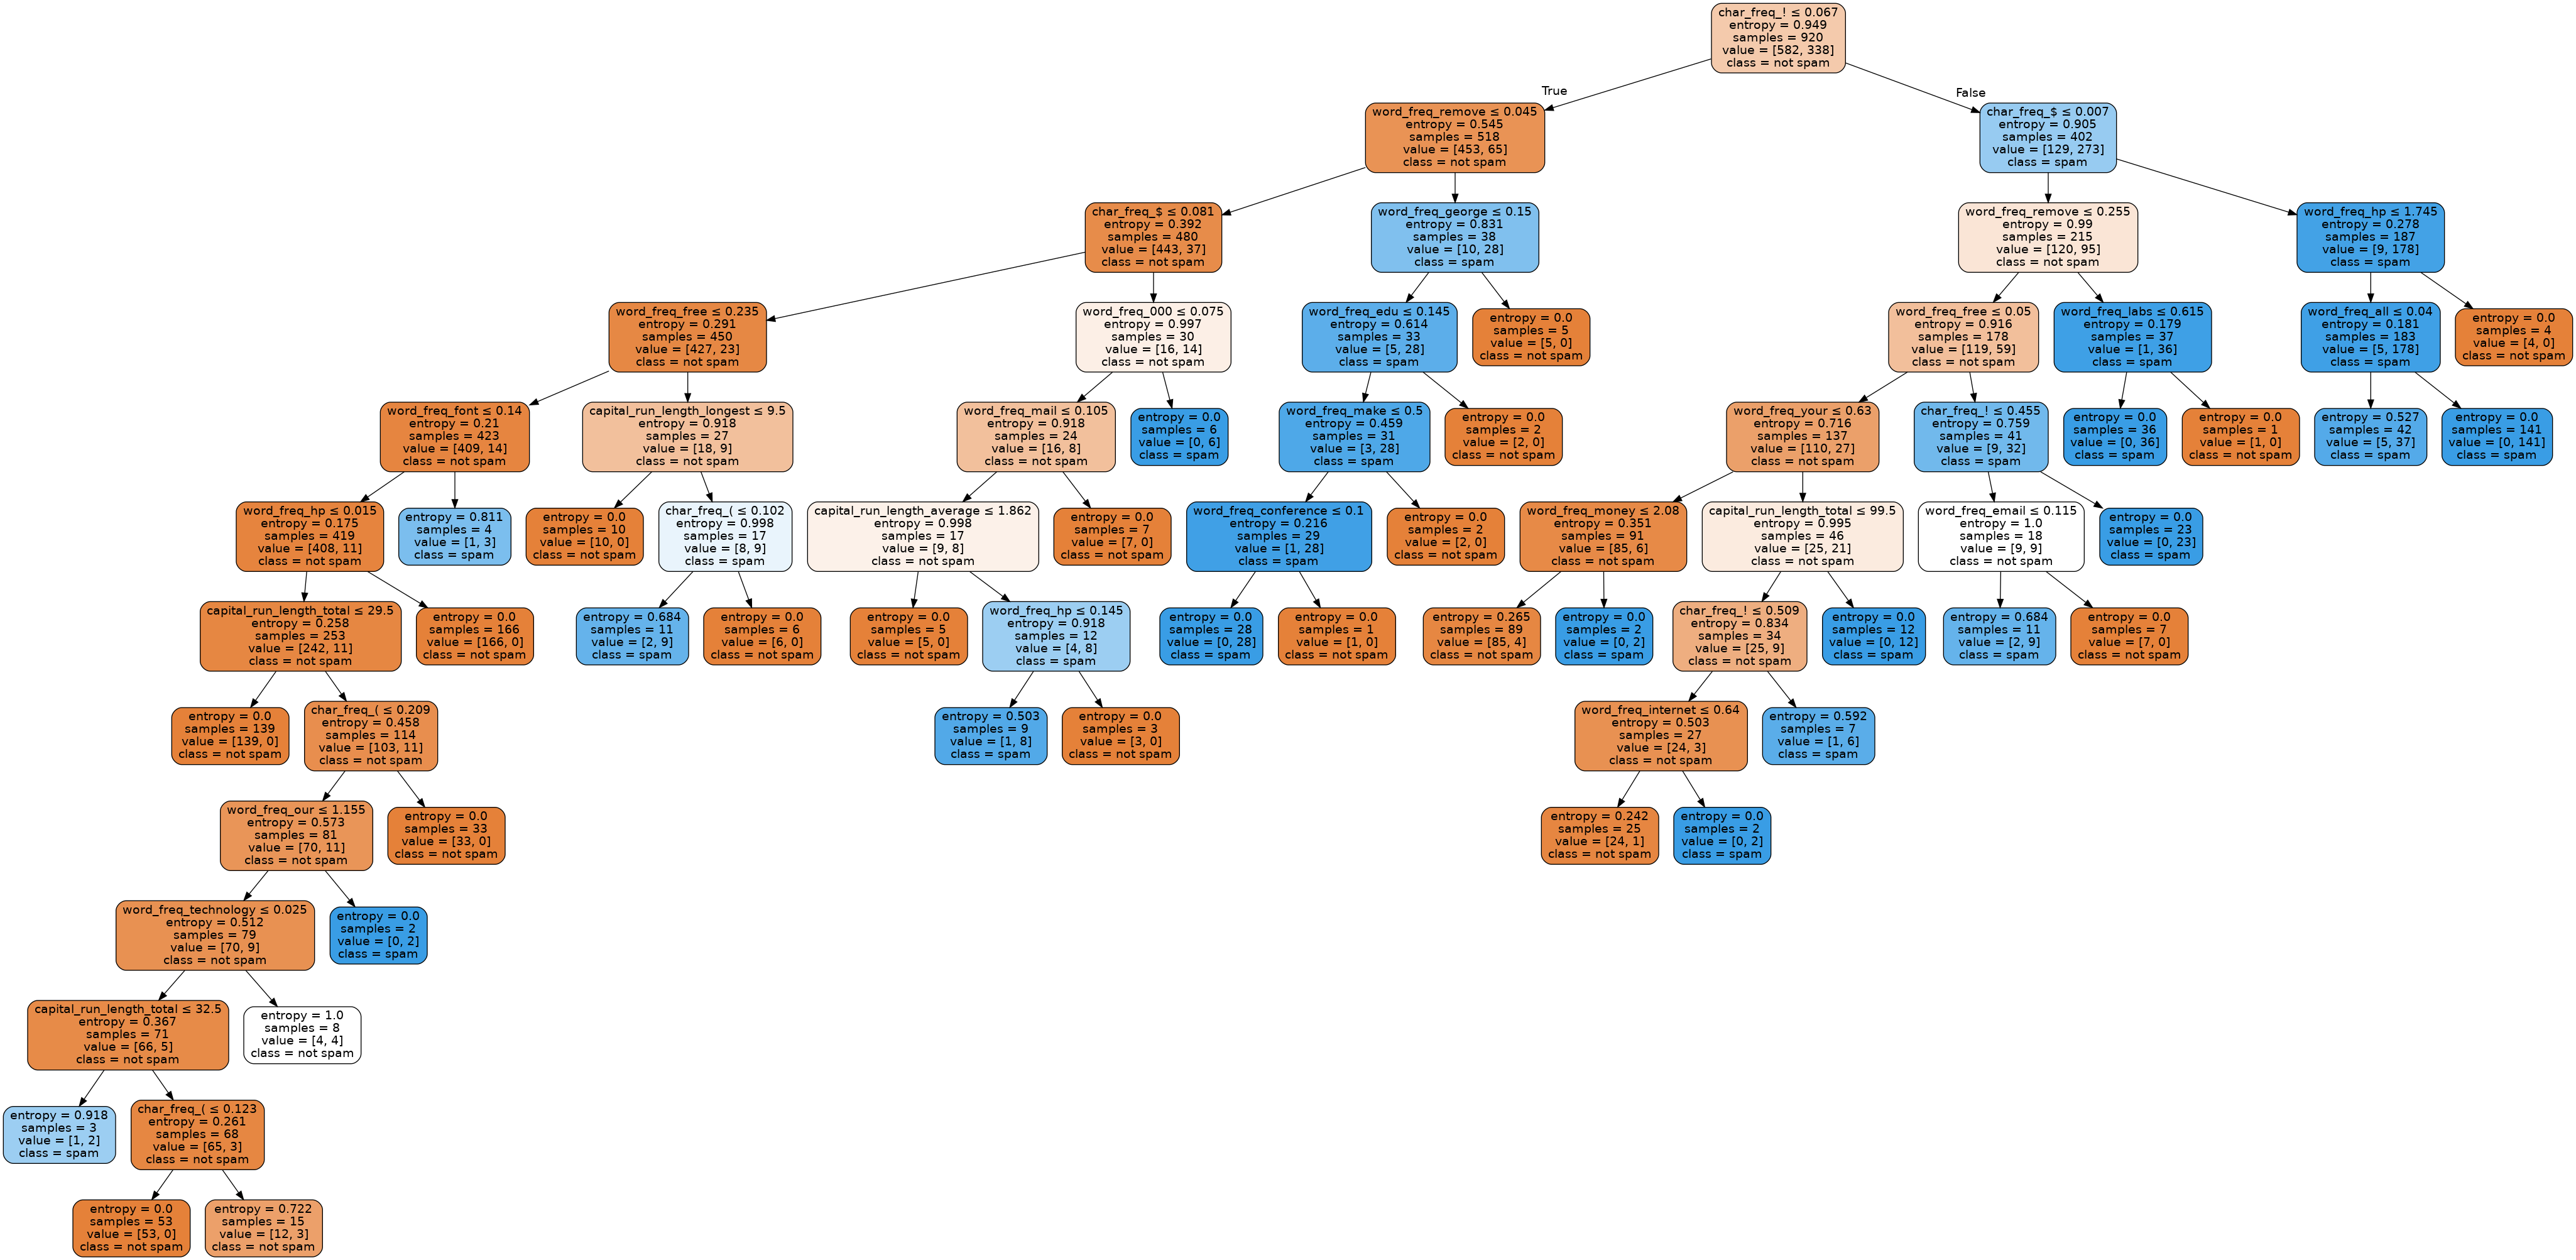 char_freq_! ≤ 0.067
entropy = 0.949
samples = 920
value = [582, 338]
class = not spam
True
False
word_freq_remove ≤ 0.045
entropy = 0.545
samples = 518
value = [453, 65]
class = not spam
char_freq_$ ≤ 0.007
entropy = 0.905
samples = 402
value = [129, 273]
class = spam
char_freq_$ ≤ 0.081
entropy = 0.392
samples = 480
value = [443, 37]
class = not spam
word_freq_george ≤ 0.15
entropy = 0.831
samples = 38
value = [10, 28]
class = spam
word_freq_remove ≤ 0.255
entropy = 0.99
samples = 215
value = [120, 95]
class = not spam
word_freq_hp ≤ 1.745
entropy = 0.278
samples = 187
value = [9, 178]
class = spam
word_freq_free ≤ 0.235
entropy = 0.291
samples = 450
value = [427, 23]
class = not spam
word_freq_000 ≤ 0.075
entropy = 0.997
samples = 30
value = [16, 14]
class = not spam
word_freq_edu ≤ 0.145
entropy = 0.614
samples = 33
value = [5, 28]
class = spam
entropy = 0.0
samples = 5
value = [5, 0]
class = not spam
word_freq_free ≤ 0.05
entropy = 0.916
samples = 178
value = [119, 59]
class = not spam
word_freq_labs ≤ 0.615
entropy = 0.179
samples = 37
value = [1, 36]
class = spam
word_freq_all ≤ 0.04
entropy = 0.181
samples = 183
value = [5, 178]
class = spam
entropy = 0.0
samples = 4
value = [4, 0]
class = not spam
word_freq_font ≤ 0.14
entropy = 0.21
samples = 423
value = [409, 14]
class = not spam
capital_run_length_longest ≤ 9.5
entropy = 0.918
samples = 27
value = [18, 9]
class = not spam
word_freq_mail ≤ 0.105
entropy = 0.918
samples = 24
value = [16, 8]
class = not spam
entropy = 0.0
samples = 6
value = [0, 6]
class = spam
word_freq_make ≤ 0.5
entropy = 0.459
samples = 31
value = [3, 28]
class = spam
entropy = 0.0
samples = 2
value = [2, 0]
class = not spam
word_freq_your ≤ 0.63
entropy = 0.716
samples = 137
value = [110, 27]
class = not spam
char_freq_! ≤ 0.455
entropy = 0.759
samples = 41
value = [9, 32]
class = spam
entropy = 0.0
samples = 36
value = [0, 36]
class = spam
entropy = 0.0
samples = 1
value = [1, 0]
class = not spam
entropy = 0.527
samples = 42
value = [5, 37]
class = spam
entropy = 0.0
samples = 141
value = [0, 141]
class = spam
word_freq_hp ≤ 0.015
entropy = 0.175
samples = 419
value = [408, 11]
class = not spam
entropy = 0.811
samples = 4
value = [1, 3]
class = spam
entropy = 0.0
samples = 10
value = [10, 0]
class = not spam
char_freq_( ≤ 0.102
entropy = 0.998
samples = 17
value = [8, 9]
class = spam
capital_run_length_average ≤ 1.862
entropy = 0.998
samples = 17
value = [9, 8]
class = not spam
entropy = 0.0
samples = 7
value = [7, 0]
class = not spam
word_freq_conference ≤ 0.1
entropy = 0.216
samples = 29
value = [1, 28]
class = spam
entropy = 0.0
samples = 2
value = [2, 0]
class = not spam
word_freq_money ≤ 2.08
entropy = 0.351
samples = 91
value = [85, 6]
class = not spam
capital_run_length_total ≤ 99.5
entropy = 0.995
samples = 46
value = [25, 21]
class = not spam
word_freq_email ≤ 0.115
entropy = 1.0
samples = 18
value = [9, 9]
class = not spam
entropy = 0.0
samples = 23
value = [0, 23]
class = spam
capital_run_length_total ≤ 29.5
entropy = 0.258
samples = 253
value = [242, 11]
class = not spam
entropy = 0.0
samples = 166
value = [166, 0]
class = not spam
entropy = 0.684
samples = 11
value = [2, 9]
class = spam
entropy = 0.0
samples = 6
value = [6, 0]
class = not spam
entropy = 0.0
samples = 5
value = [5, 0]
class = not spam
word_freq_hp ≤ 0.145
entropy = 0.918
samples = 12
value = [4, 8]
class = spam
entropy = 0.0
samples = 28
value = [0, 28]
class = spam
entropy = 0.0
samples = 1
value = [1, 0]
class = not spam
entropy = 0.265
samples = 89
value = [85, 4]
class = not spam
entropy = 0.0
samples = 2
value = [0, 2]
class = spam
char_freq_! ≤ 0.509
entropy = 0.834
samples = 34
value = [25, 9]
class = not spam
entropy = 0.0
samples = 12
value = [0, 12]
class = spam
entropy = 0.684
samples = 11
value = [2, 9]
class = spam
entropy = 0.0
samples = 7
value = [7, 0]
class = not spam
entropy = 0.0
samples = 139
value = [139, 0]
class = not spam
char_freq_( ≤ 0.209
entropy = 0.458
samples = 114
value = [103, 11]
class = not spam
entropy = 0.503
samples = 9
value = [1, 8]
class = spam
entropy = 0.0
samples = 3
value = [3, 0]
class = not spam
word_freq_internet ≤ 0.64
entropy = 0.503
samples = 27
value = [24, 3]
class = not spam
entropy = 0.592
samples = 7
value = [1, 6]
class = spam
word_freq_our ≤ 1.155
entropy = 0.573
samples = 81
value = [70, 11]
class = not spam
entropy = 0.0
samples = 33
value = [33, 0]
class = not spam
entropy = 0.242
samples = 25
value = [24, 1]
class = not spam
entropy = 0.0
samples = 2
value = [0, 2]
class = spam
word_freq_technology ≤ 0.025
entropy = 0.512
samples = 79
value = [70, 9]
class = not spam
entropy = 0.0
samples = 2
value = [0, 2]
class = spam
capital_run_length_total ≤ 32.5
entropy = 0.367
samples = 71
value = [66, 5]
class = not spam
entropy = 1.0
samples = 8
value = [4, 4]
class = not spam
entropy = 0.918
samples = 3
value = [1, 2]
class = spam
char_freq_( ≤ 0.123
entropy = 0.261
samples = 68
value = [65, 3]
class = not spam
entropy = 0.0
samples = 53
value = [53, 0]
class = not spam
entropy = 0.722
samples = 15
value = [12, 3]
class = not spam